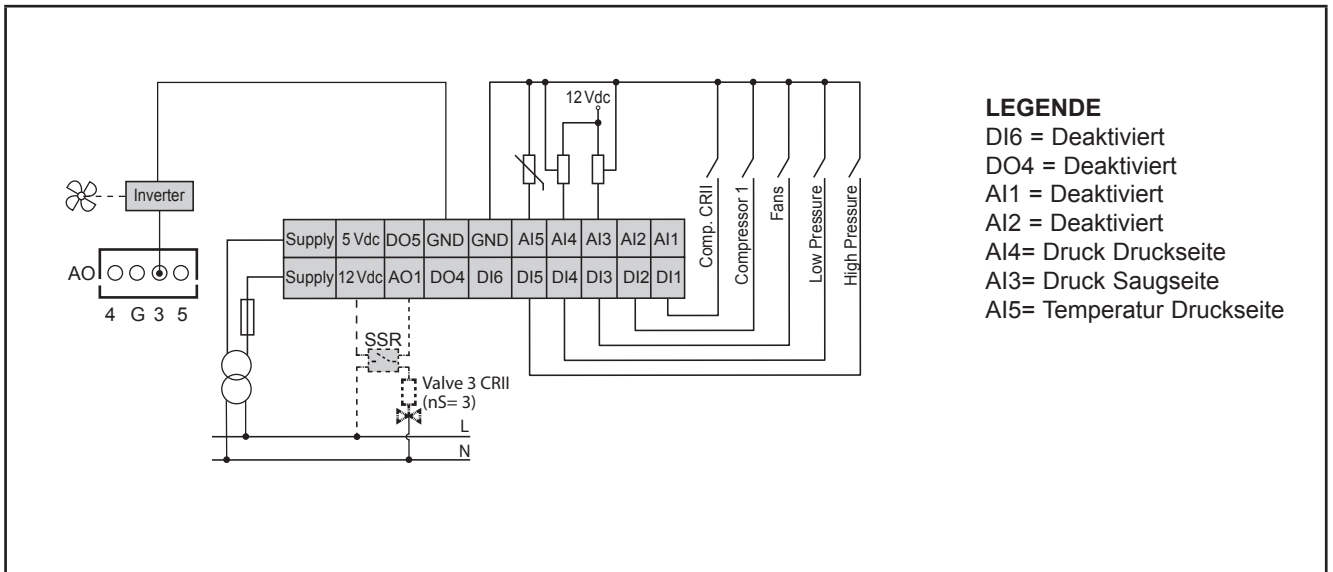 12 Vdc
Inverter
AO
4 G 3 5
Supply 5 Vdc DO5 GND GND AI5 AI4 AI3 AI2 AI1
Supply 12 Vdc AO1 DO4 DI6 DI5 DI4 DI3 DI2 DI1
SSR
Valve 3 CRII
(nS= 3)
L
N
Comp. CRII
Compressor 1
Fans
Low Pressure
High Pressure
LEGENDE
DI6 = Deaktiviert
DO4 = Deaktiviert
AI1 = Deaktiviert
AI2 = Deaktiviert
AI4= Druck Druckseite
AI3= Druck Saugseite
AI5= Temperatur Druckseite